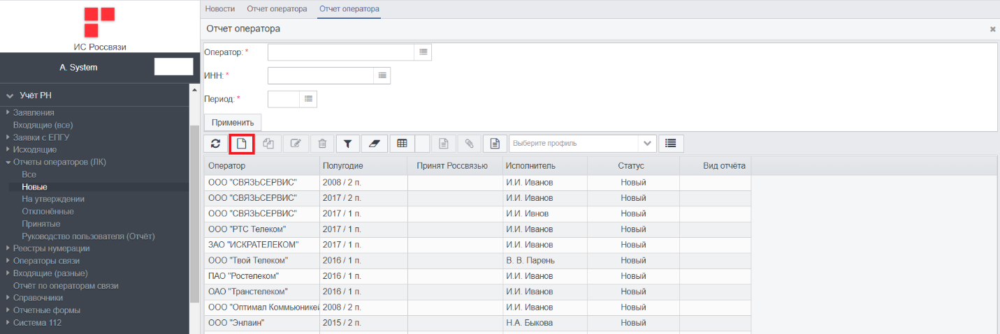 ИС Россвязи
A. System
Учёт РН
Заявления
Входящие (все)
Заявки с ЕПГУ
Исходящие
Отчеты операторов (ЛК)
Все
Новые
На утверждении
Отклонённые
Принятые
Руководство пользователя (Отчёт)
Реестры нумерации
Операторы связи
Входящие (разные)
Отчёт по операторам связи
Справочники
Отчетные формы
Система 112
Новости Отчет оператора Отчет оператора
Отчет оператора
Оператор: *
ИНН: *
Период: *
Применить
Выберите профиль
Оператор Полугодие Принят Россвязью Исполнитель Статус Вид отчёта
ООО "СВЯЗЬСЕРВИС" 2008 / 2 п. И.И. Иванов Новый
ООО "СВЯЗЬСЕРВИС" 2017 / 2 п. И.И. Иванов Новый
ООО "СВЯЗЬСЕРВИС" 2017 / 1 п. И.И. Ивнов Новый
ООО "РТС Телеком" 2017 / 1 п. И.И. Иванов Новый
ЗАО "ИСКРАТЕЛЕКОМ" 2017 / 1 п. И.И. Иванов Новый
ООО "Твой Телеком" 2016 / 1 п. В. В. Парень Новый
ПАО "Ростелеком" 2016 / 1 п. И.И. Иванов Новый
ОАО "Транстелеком" 2016 / 1 п. И.И. Иванов Новый
ООО "Оптимал Коммьюникей 2008 / 2 п. И.И. Иванов Новый
ООО "Энлаин" 2015 / 2 п. Н.А. Быкова Новый